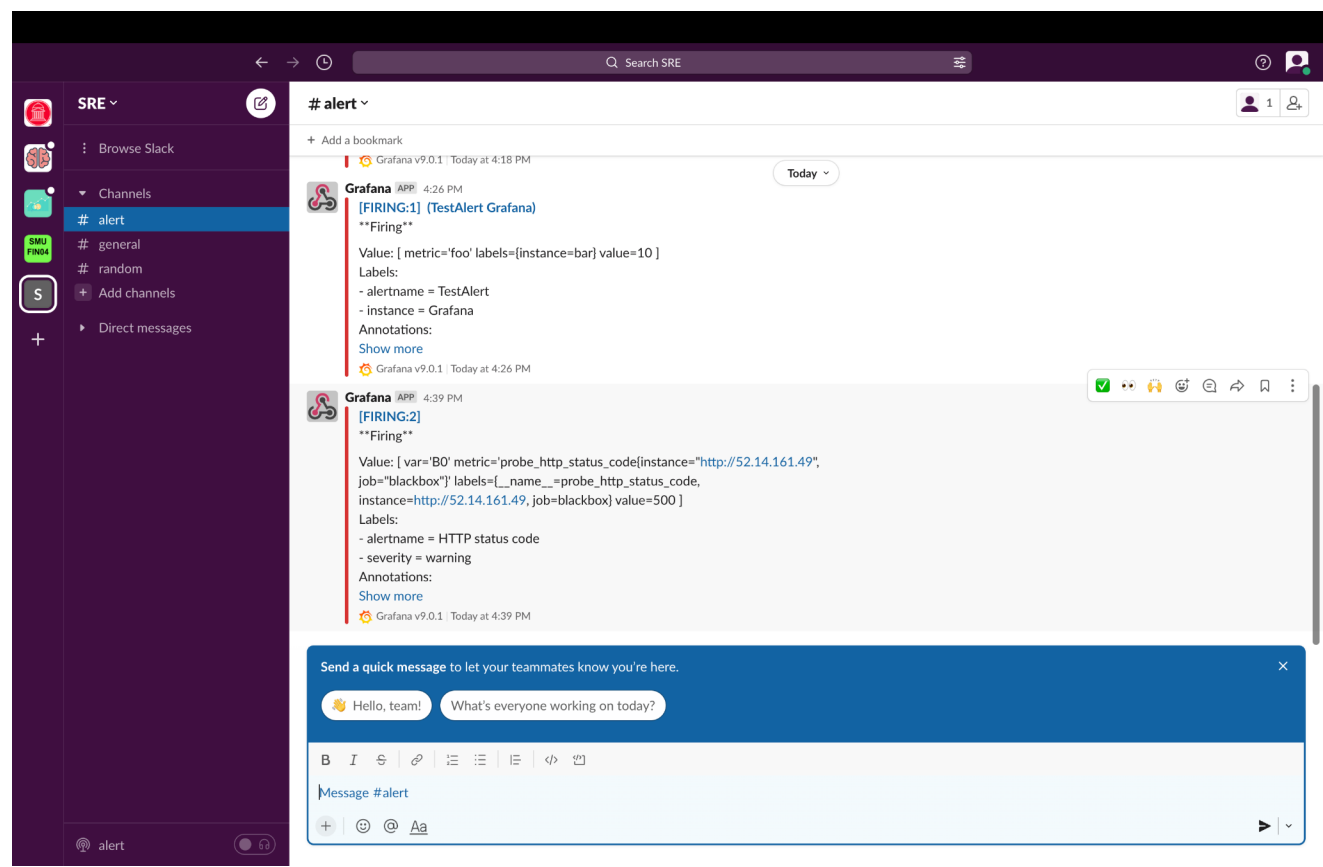 Search SRE
SRE
# alert
1
SMU
FIN04
S
+
Browse Slack
Channels
# alert
# general
# random
+ Add channels
Direct messages
alert
+ Add a bookmark
Grafana v9.0.1 | Today at 4:18 PM
Today
Grafana APP 4:26 PM
[FIRING:1] (TestAlert Grafana)
**Firing**
Value: [ metric='foo' labels={instance=bar} value=10 ]
Labels:
- alertname = TestAlert
- instance = Grafana
Annotations:
Show more
Grafana v9.0.1 | Today at 4:26 PM
Grafana APP 4:39 PM
[FIRING:2]
**Firing**
Value: [ var='B0' metric='probe_http_status_code{instance="http://52.14.161.49",
job="blackbox"}' labels={__name__=probe_http_status_code,
instance=http://52.14.161.49, job=blackbox} value=500 ]
Labels:
- alertname = HTTP status code
- severity = warning
Annotations:
Show more
Grafana v9.0.1 | Today at 4:39 PM
Send a quick message to let your teammates know you're here.
👋 Hello, team!
What's everyone working on today?
B I S
Message #alert
+ @ Aa